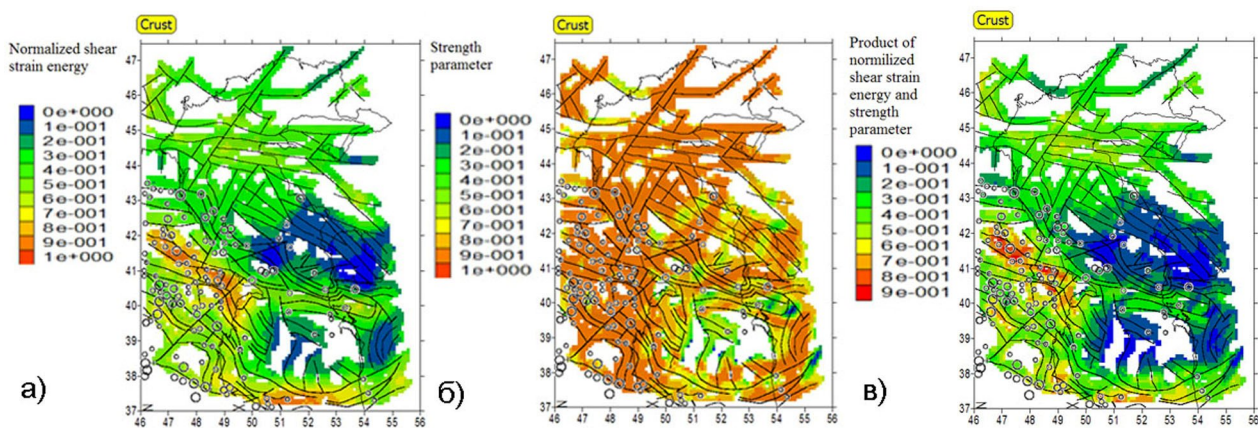 Crust
Normalized shear
strain energy
0e+000
1e-001
2e-001
3e-001
4e-001
5e-001
6e-001
7e-001
8e-001
9e-001
1e+000
47
46
45
44
43
42
41
40
39
38
37
46 47 48 49 50 51 52 53 54 55 56
N
а)
Crust
Strength
parameter
0e+000
1e-001
2e-001
3e-001
4e-001
5e-001
6e-001
7e-001
8e-001
9e-001
1e+000
47
46
45
44
43
42
41
40
39
38
37
46 47 48 49 50 51 52 53 54 55 56
N
б)
Crust
Product of
normilized
shear strain
energy and
strength
parameter
0e+000
1e-001
2e-001
3e-001
4e-001
5e-001
6e-001
7e-001
8e-001
9e-001
47
46
45
44
43
42
41
40
39
38
37
46 47 48 49 50 51 52 53 54 55 56
N
в)